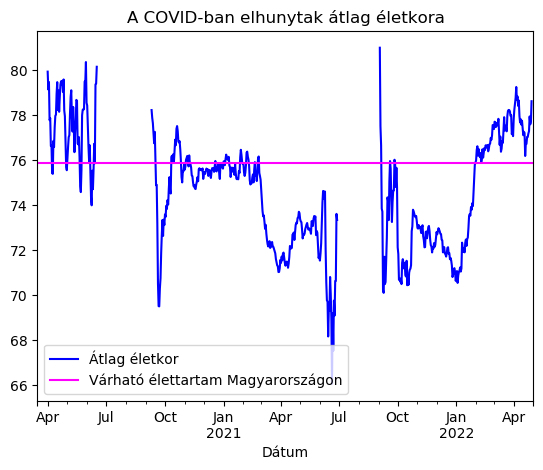 A COVID-ban elhunytak átlag életkora
80
78
76
74
72
70
68
66
Átlag életkor
Várható élettartam Magyarországon
Apr Jul Oct Jan Apr Jul Oct Jan Apr
2021 2022
Dátum